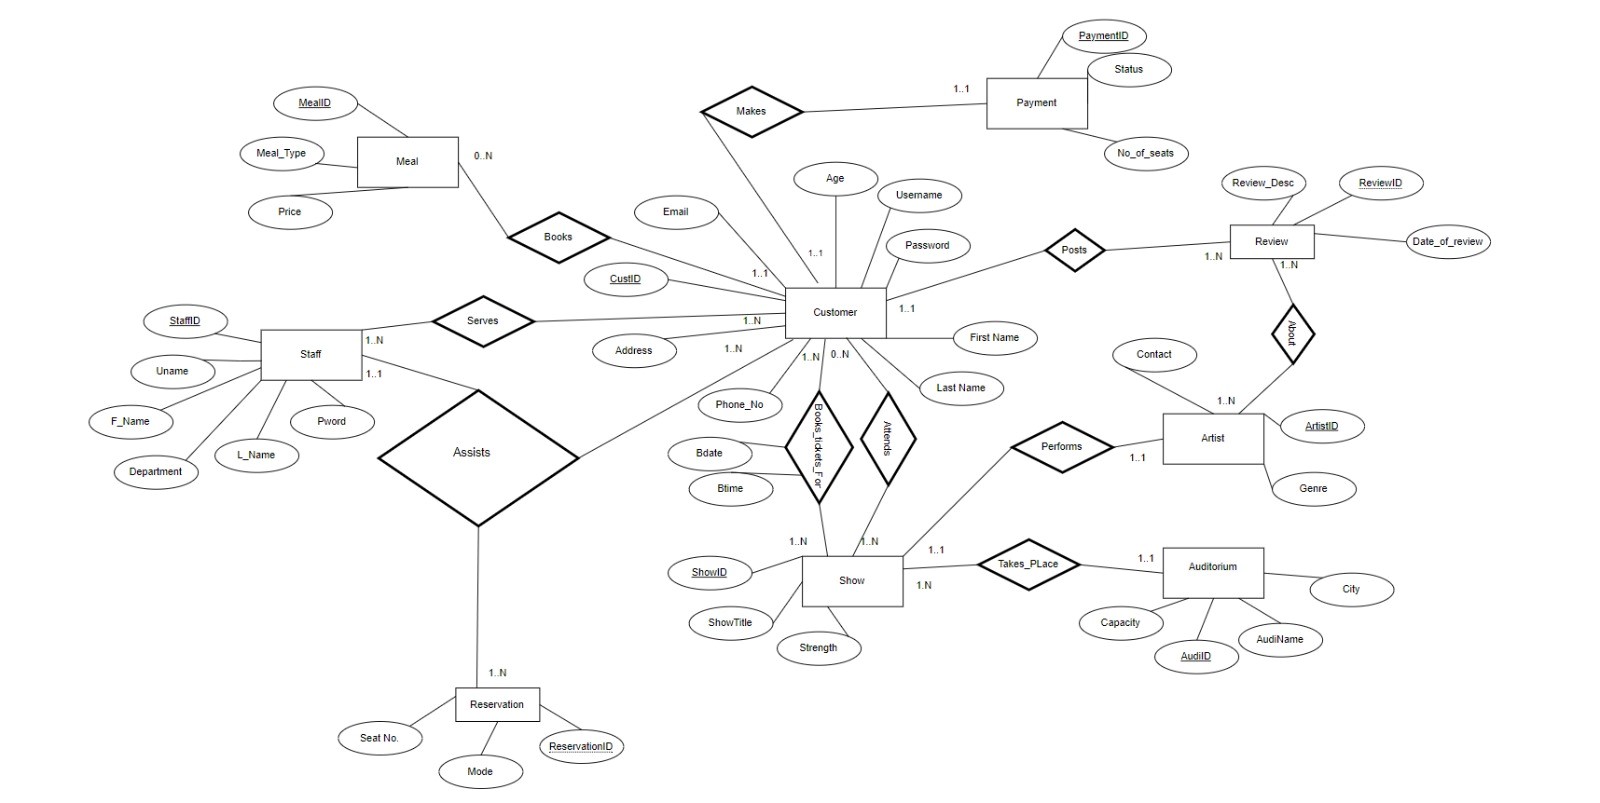 PaymentID
Status
1..1
Payment
Makes
MealID
No_of_seats
Meal_Type
Meal
0..N
Age
Review_Desc
ReviewID
Username
Price
Email
Books
Password
Posts
Review
Date_of_review
1..1
1..N
1..N
1..1
CustID
1..1
Customer
StaffID
Serves
1..N
About
1..N
First Name
Address
1..N
1..N
0..N
Staff
Contact
Uname
1..1
Last Name
Phone_No
1..N
F_Name
Pword
Books_tickets_For
Attends
ArtistID
Artist
Performs
Assists
Bdate
L_Name
1..1
Department
Btime
Genre
1..N
1..N
1..1
1..1
Takes_PLace
Auditorium
ShowID
Show
1.N
City
ShowTitle
Capacity
AudiName
Strength
AudiID
1..N
Reservation
Seat No.
ReservationID
Mode